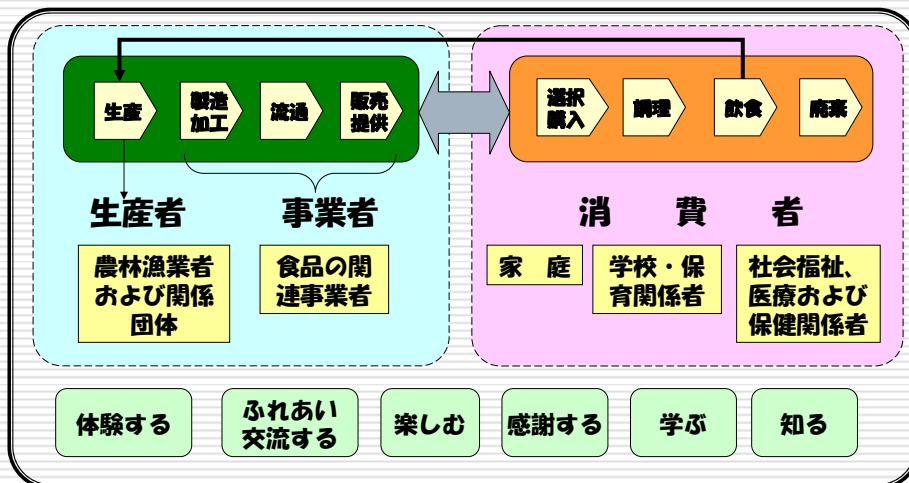 生産
製造
加工
流通
販売
提供
選択
購入
調理
飲食
廃棄
生産者
事業者
消費者
農林漁業者
および関係
団体
食品の関
連事業者
家庭
学校・保
育関係者
社会福祉、
医療および
保健関係者
体験する
ふれあい
交流する
楽しむ
感謝する
学ぶ
知る